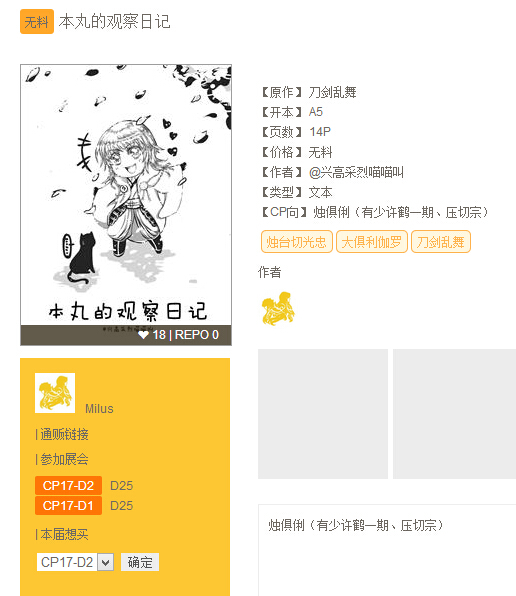 无料 本丸的观察日记
【原作】刀剑乱舞
【开本】A5
【页数】14P
【价格】无料
【作者】@兴高采烈喵喵叫
【类型】文本
【CP向】烛俱俐（有少许鹤一期、压切宗）
烛台切光忠 大俱利伽罗 刀剑乱舞
作者
本丸的观察日记
18 | REPO 0
Milus
| 通贩链接
| 参加展会
CP17-D2 D25
CP17-D1 D25
| 本届想买
CP17-D2 确定
烛俱俐（有少许鹤一期、压切宗）